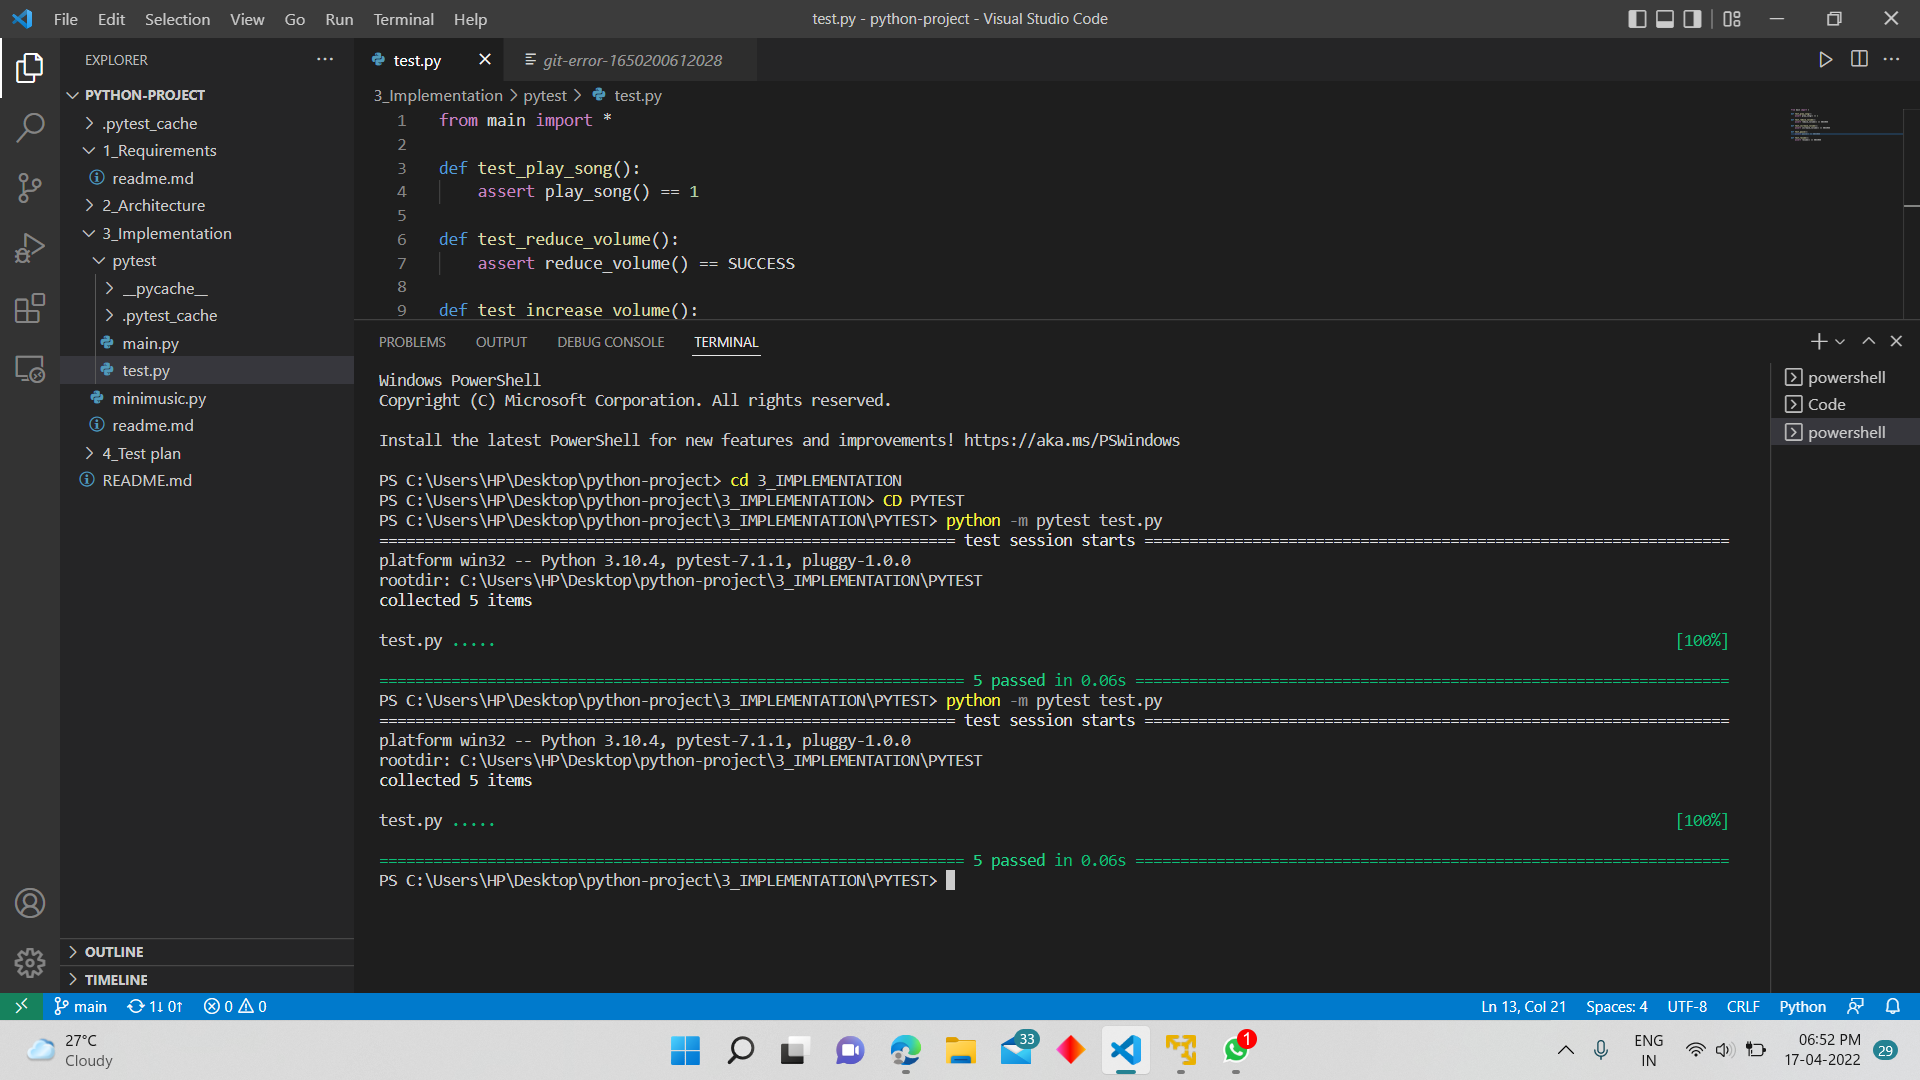 File Edit Selection View Go Run Terminal Help
test.py - python-project - Visual Studio Code
EXPLORER
PYTHON-PROJECT
.pytest_cache
1_Requirements
readme.md
2_Architecture
3_Implementation
pytest
__pycache__
.pytest_cache
main.py
test.py
minimusic.py
readme.md
4_Test plan
README.md
OUTLINE
TIMELINE
test.py
git-error-1650200612028
3_Implementation > pytest > test.py
1 from main import *
2
3 def test_play_song():
4 assert play_song() == 1
5
6 def test_reduce_volume():
7 assert reduce_volume() == SUCCESS
8
9 def test increase volume():
PROBLEMS OUTPUT DEBUG CONSOLE TERMINAL
Windows PowerShell
Copyright (C) Microsoft Corporation. All rights reserved.
Install the latest PowerShell for new features and improvements! https://aka.ms/PSWindows
PS C:\Users\HP\Desktop\python-project> cd 3_IMPLEMENTATION
PS C:\Users\HP\Desktop\python-project\3_IMPLEMENTATION> CD PYTEST
PS C:\Users\HP\Desktop\python-project\3_IMPLEMENTATION\PYTEST> python -m pytest test.py
================================================================ test session starts =================================================================
platform win32 -- Python 3.10.4, pytest-7.1.1, pluggy-1.0.0
rootdir: C:\Users\HP\Desktop\python-project\3_IMPLEMENTATION\PYTEST
collected 5 items
test.py ..... [100%]
================================================================= 5 passed in 0.06s ==================================================================
PS C:\Users\HP\Desktop\python-project\3_IMPLEMENTATION\PYTEST> python -m pytest test.py
================================================================ test session starts =================================================================
platform win32 -- Python 3.10.4, pytest-7.1.1, pluggy-1.0.0
rootdir: C:\Users\HP\Desktop\python-project\3_IMPLEMENTATION\PYTEST
collected 5 items
test.py ..... [100%]
================================================================= 5 passed in 0.06s ==================================================================
PS C:\Users\HP\Desktop\python-project\3_IMPLEMENTATION\PYTEST>
powershell
Code
powershell
main 1↓ 0↑ 0 0
Ln 13, Col 21 Spaces: 4 UTF-8 CRLF Python
27°C
Cloudy
33
1
ENG
IN
06:52 PM
17-04-2022
29